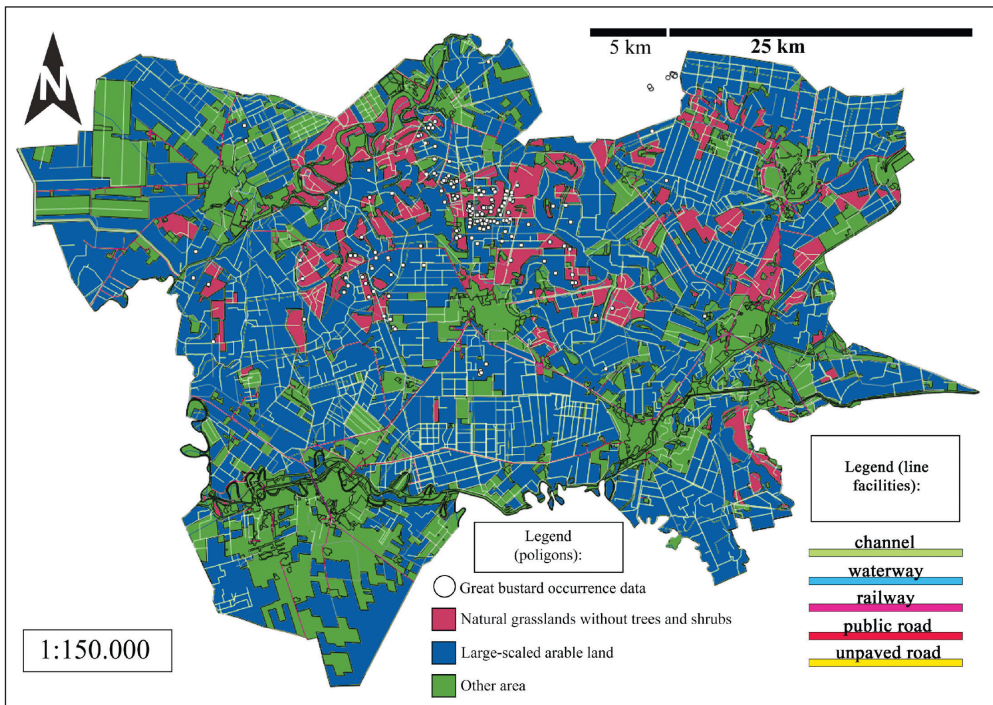 N
5 km
25 km
Legend
(poligons):
Great bustard occurrence data
Natural grasslands without trees and shrubs
Large-scaled arable land
Other area
Legend (line
facilities):
channel
waterway
railway
public road
unpaved road
1:150.000